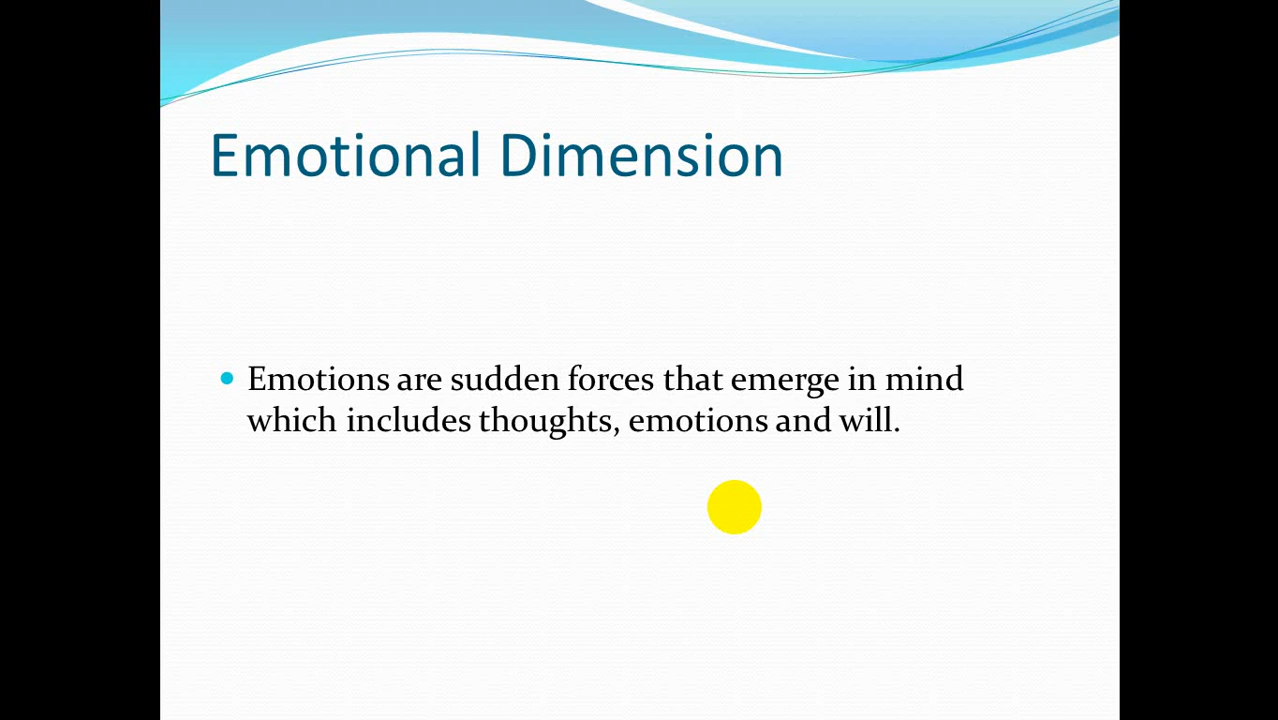 Emotional Dimension
Emotions are sudden forces that emerge in mind
which includes thoughts, emotions and will.